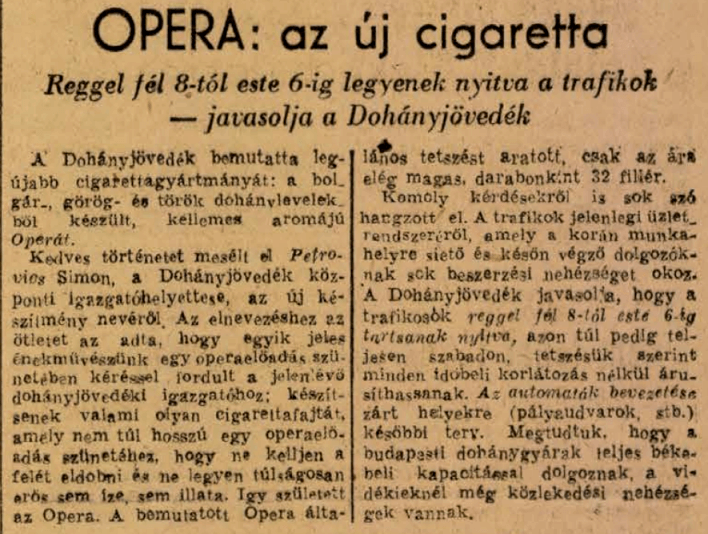 OPERA: az új cigaretta
Reggel fél 8-tól este 6-ig legyenek nyitva a trafikok
— javasolja a Dohányjövedék
A Dohányjövedék bemutatta leg-
újabb cigarettagyártmányát: a bol-
gár-, görög- és török dohánylevelek-
ből készült, kellemes aromájú
Operát.
Kedves történetet mesélt el Petro-
vics Simon, a Dohányjövedék köz-
ponti igazgatóhelyettese, az új ké-
szítmény nevéről. Az elnevezéshez az
ötletet az adta, hogy egyik jeles
énekművészünk egy operaelőadás szü-
netében kéréssel fordult a jelenlévő
dohányjövedéki igazgatóhoz; készít-
senek valami olyan cigarettafajtát,
amely nem túl hosszú egy operaelő-
adás szünetéhez, hogy ne kelljen a
felét eldobni és ne legyen túlságosan
erős sem íze, sem illata. Igy született
az Opera. A bemutatott Opera álta-
lános tetszést aratott, csak az ára
elég magas, darabonkint 32 fillér.
Komoly kérdésekről is sok szó
hangzott el. A trafikok jelenlegi üzlet-
rendszeréről, amely a korán munka-
helyre siető és későn végző dolgozók-
nak sok beszerzési nehézséget okoz.
A Dohányjövedék javasolja, hogy a
trafikosok reggel fél 8-tól este 6-ig
tartsanak nyitva, azon túl pedig tel-
jesen szabadon, tetszésük szerint
minden időbeli korlátozás nélkül áru-
síthassanak. Az automaták bevezetése
zárt helyekre (pályaudvarok, stb.)
későbbi terv. Megtudtuk, hogy a
budapesti dohánygyárak teljes béke-
beli kapacitással dolgoznak, a vi-
dékieknél még közlekedési nehézsé-
gek vannak.